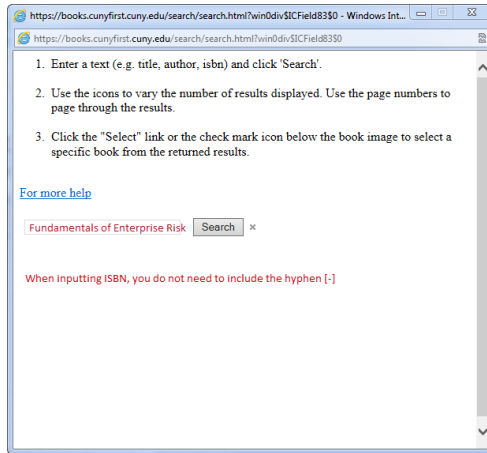 https://books.cunyfirst.cuny.edu/search/search.html?win0div$ICField83$0 - Windows Int...
https://books.cunyfirst.cuny.edu/search/search.html?win0div$ICField83$0
1. Enter a text (e.g. title, author, isbn) and click 'Search'.
2. Use the icons to vary the number of results displayed. Use the page numbers to
page through the results.
3. Click the "Select" link or the check mark icon below the book image to select a
specific book from the returned results.
For more help
Fundamentals of Enterprise Risk Search ×
When inputting ISBN, you do not need to include the hyphen [-]